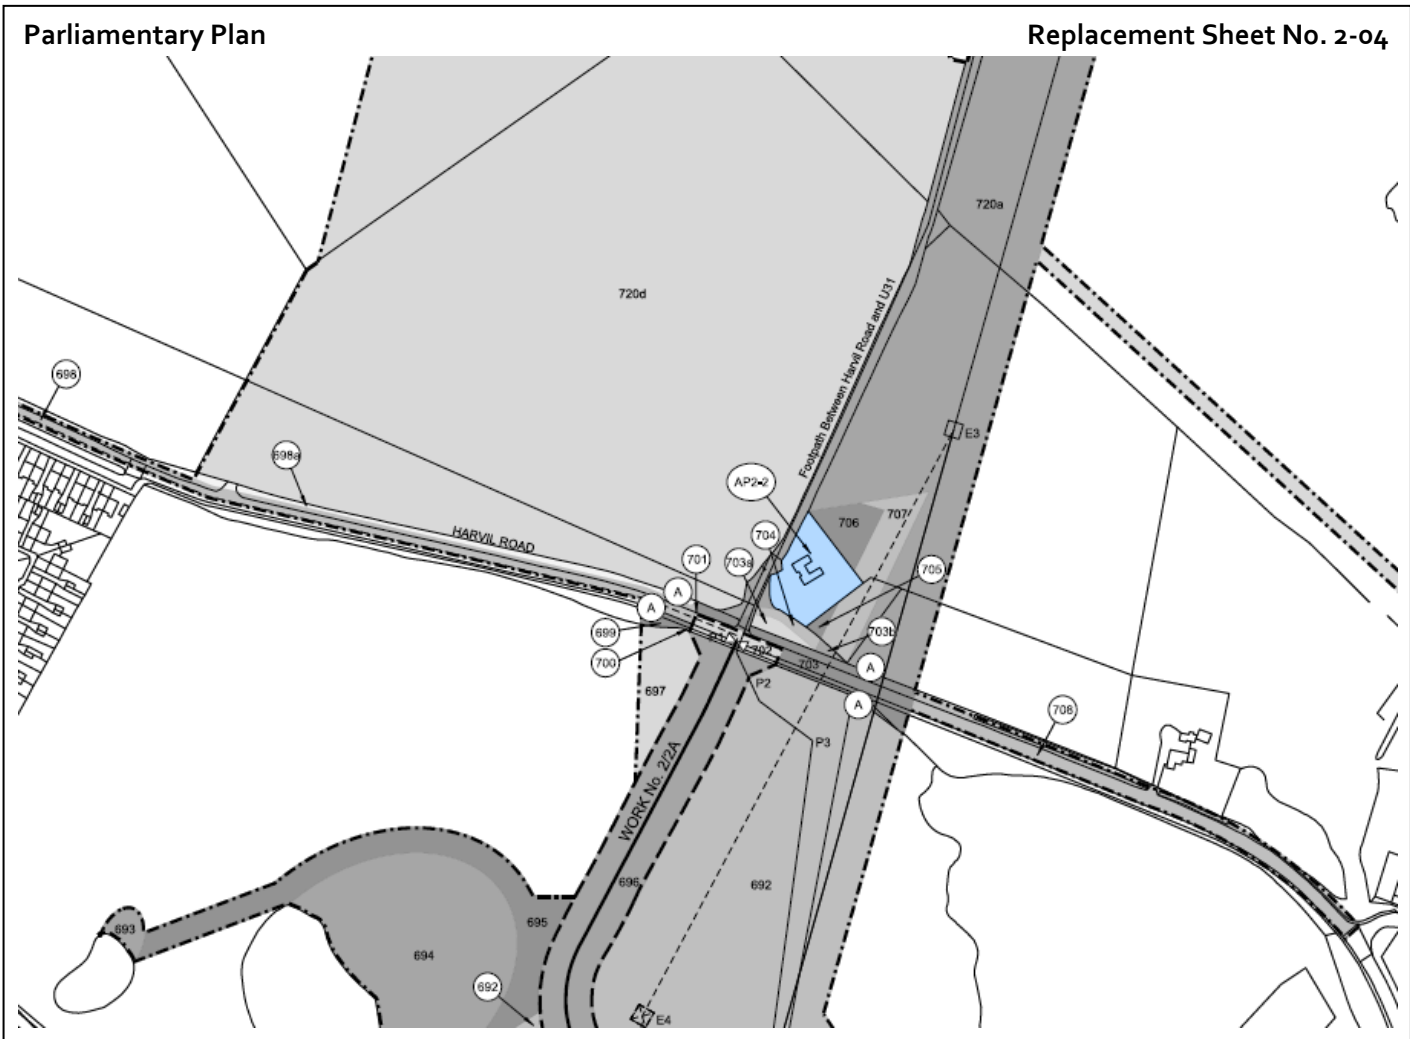 Parliamentary Plan
Replacement Sheet No. 2-04
720a
720d
Footpath Between Harvil Road and U31
698
698a
E3
AP2-2
HARVIL ROAD
704
706
707
701
703a
705
A
A
703b
699
P1
702
703
A
700
697
P2
A
708
P3
WORK No. 2/2A
696
692
695
693
694
692
E4